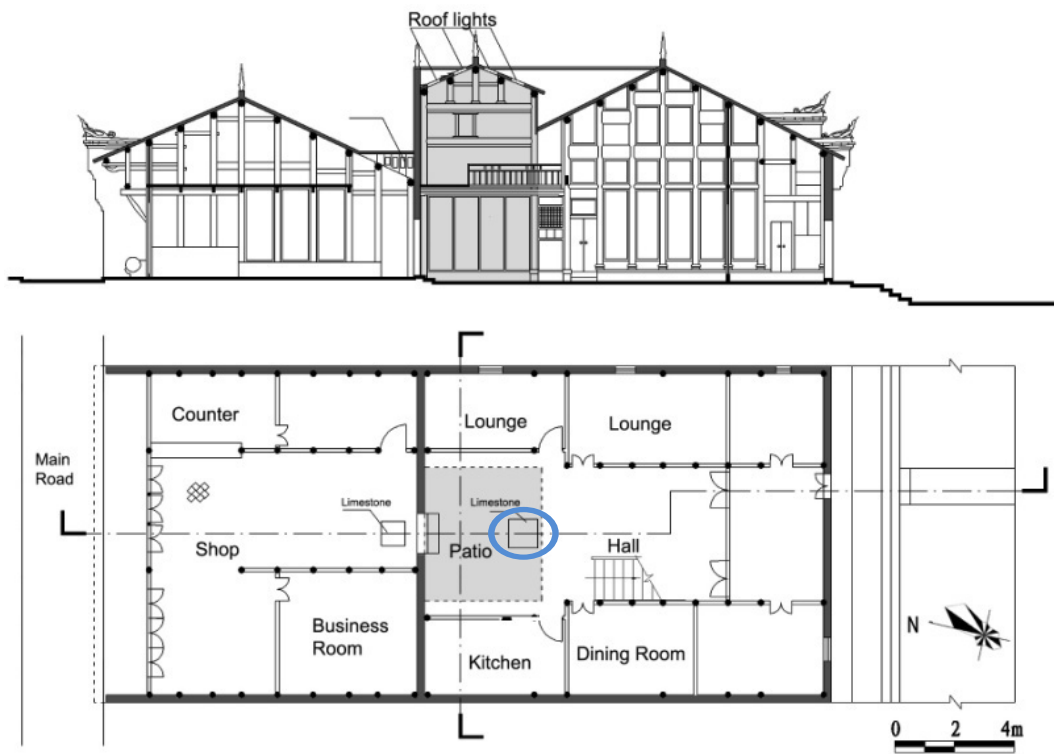 Roof lights
Counter
Lounge
Lounge
Main
Road
Limestone
Limestone
Shop
Patio
Hall
Business
Room
Kitchen
Dining Room
N
0 2 4m